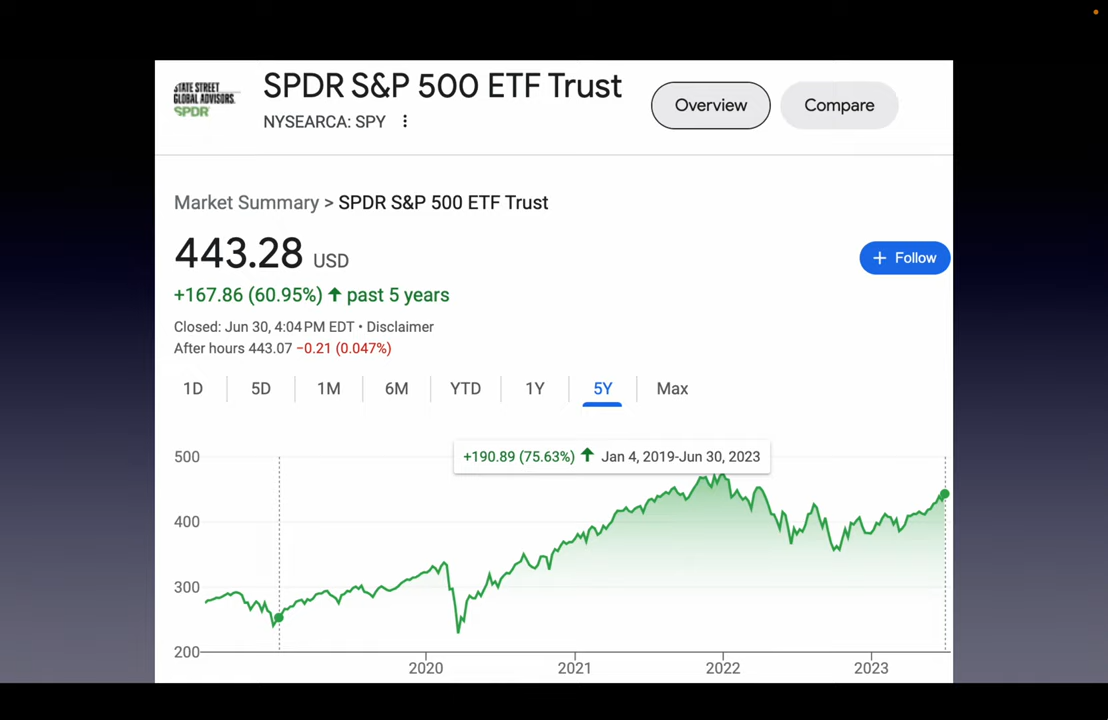 STATE STREET
GLOBAL ADVISORS
SPDR
SPDR S&P 500 ETF Trust
NYSEARCA: SPY
Overview
Compare
Market Summary > SPDR S&P 500 ETF Trust
443.28 USD
+ Follow
+167.86 (60.95%) ↑ past 5 years
Closed: Jun 30, 4:04 PM EDT • Disclaimer
After hours 443.07 −0.21 (0.047%)
1D 5D 1M 6M YTD 1Y 5Y Max
+190.89 (75.63%) ↑ Jan 4, 2019-Jun 30, 2023
500
400
300
200
2020 2021 2022 2023